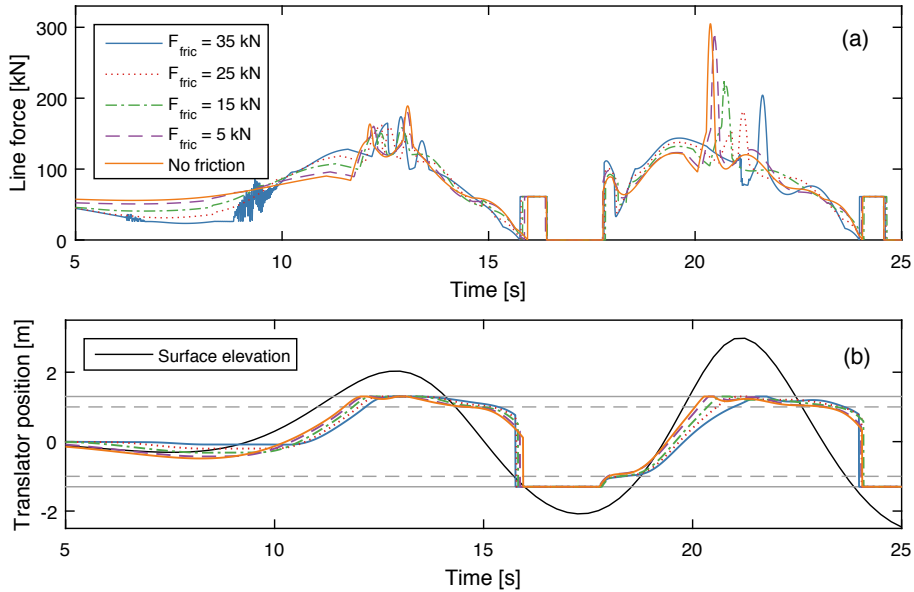 (a)
Line force [kN]
300
200
100
0
F_fric = 35 kN
F_fric = 25 kN
F_fric = 15 kN
F_fric = 5 kN
No friction
5 10 15 20 25
Time [s]
(b)
Translator position [m]
2
0
-2
Surface elevation
5 10 15 20 25
Time [s]